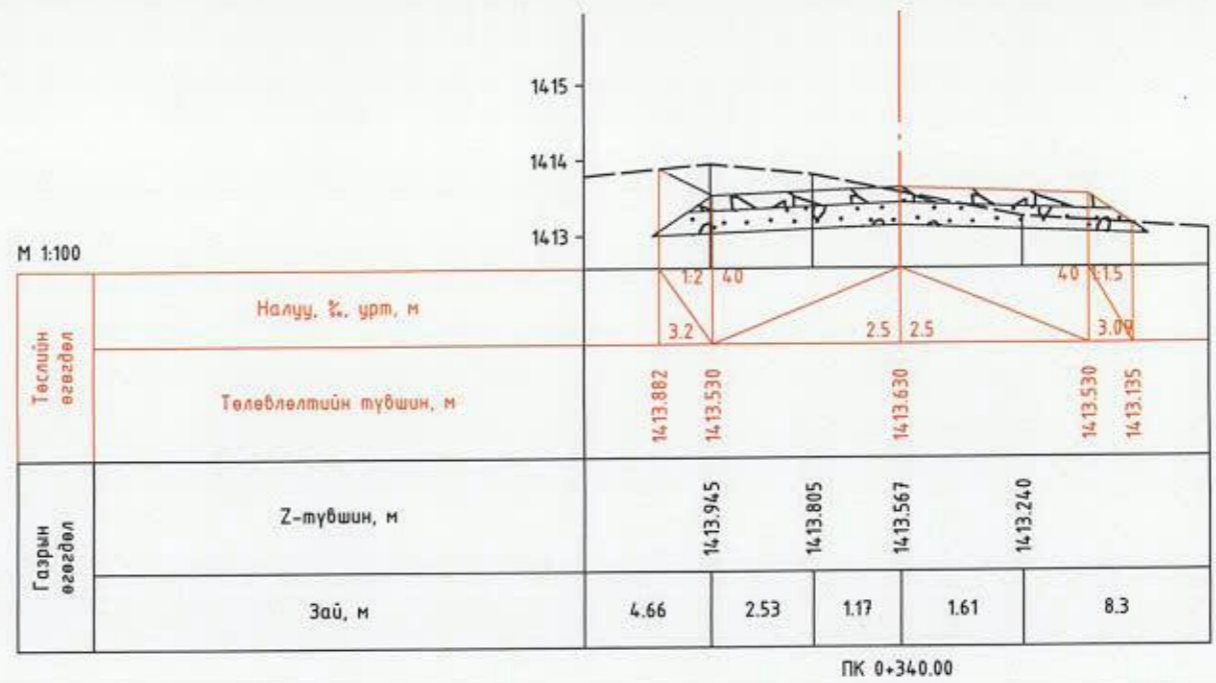 1415
1414
1413
М 1:100
Төслийн
өгөгдөл
Налуу, ‰, урт, м
1:2 40 40 1:1.5
3.2 2.5 2.5 3.09
Төлөвлөлтийн түвшин, м
1413.882 1413.530 1413.630 1413.530 1413.135
Газрын
өгөгдөл
Z-түвшин, м
1413.945 1413.805 1413.567 1413.240
Зай, м
4.66 2.53 1.17 1.61 8.3
ПК 0+340.00